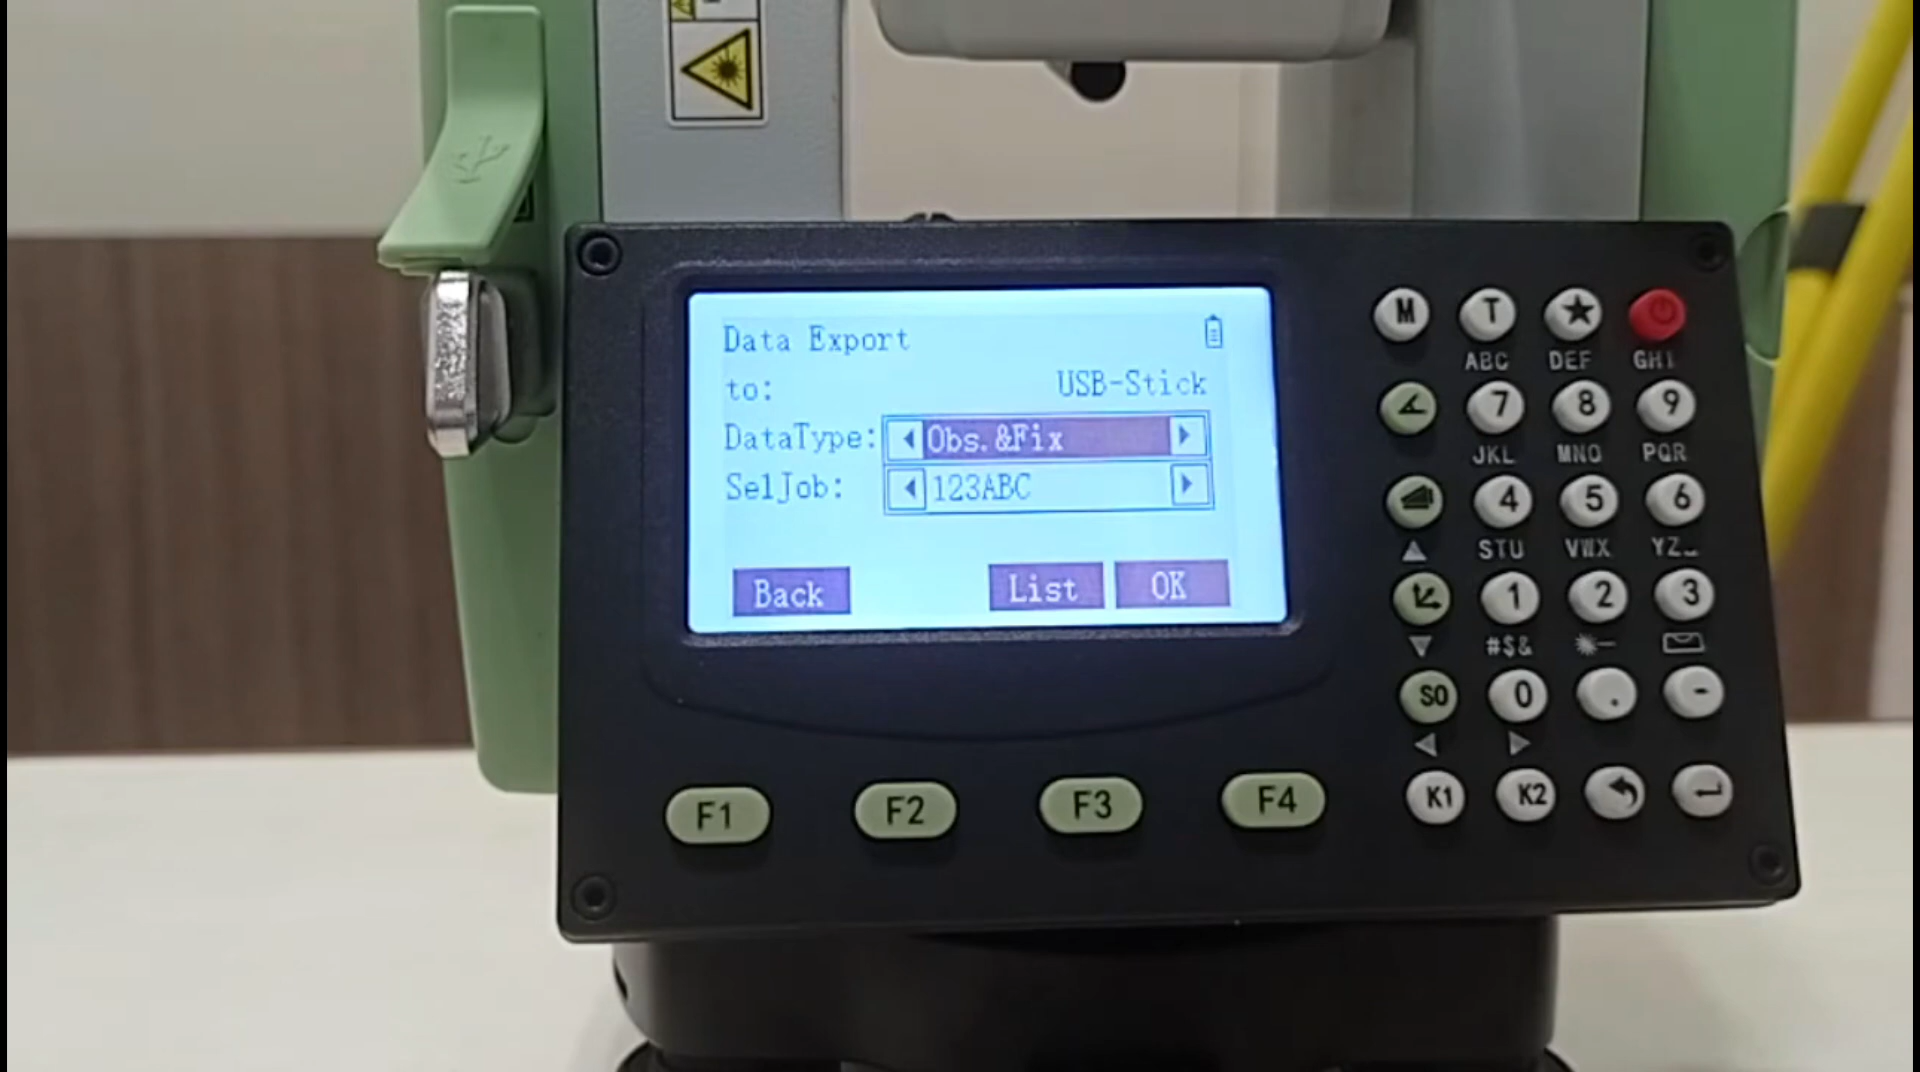 Data Export
to: USB-Stick
DataType: Obs.&Fix
SelJob: 123ABC
Back List OK
F1 F2 F3 F4
M T ★
ABC DEF GHI
7 8 9
JKL MNO PQR
4 5 6
STU VWX YZ_
1 2 3
#$&
SO 0 . -
K1 K2